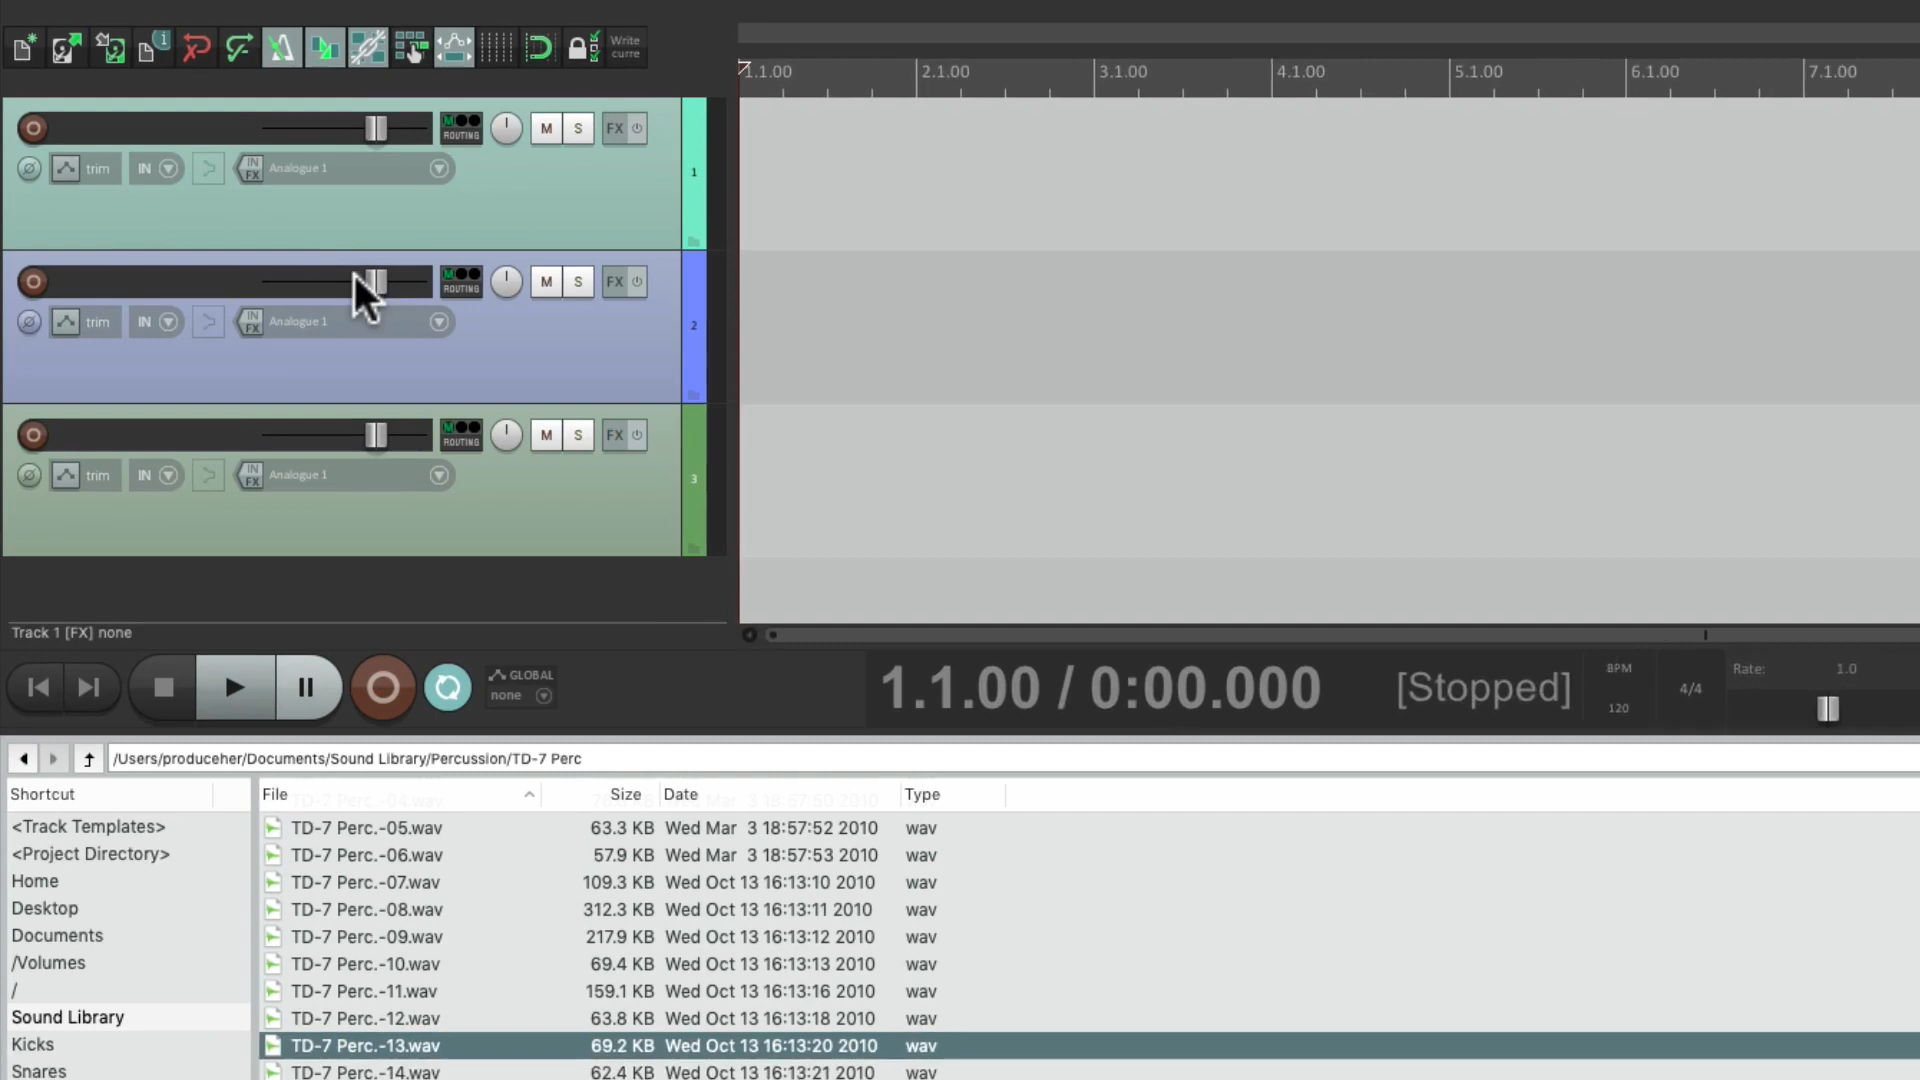 Write
curre
1.1.00 2.1.00 3.1.00 4.1.00 5.1.00 6.1.00 7.1.00
M ROUTING M S FX
trim IN IN FX Analogue 1
1
M ROUTING M S FX
trim IN IN FX Analogue 1
2
M ROUTING M S FX
trim IN IN FX Analogue 1
3
Track 1 [FX] none
GLOBAL
none
1.1.00 / 0:00.000 [Stopped]
BPM
120
4/4
Rate: 1.0
/Users/produceher/Documents/Sound Library/Percussion/TD-7 Perc
Shortcut
<Track Templates>
<Project Directory>
Home
Desktop
Documents
/Volumes
/
Sound Library
Kicks
Snares
File Size Date Type
TD-7 Perc.-05.wav 63.3 KB Wed Mar 3 18:57:52 2010 wav
TD-7 Perc.-06.wav 57.9 KB Wed Mar 3 18:57:53 2010 wav
TD-7 Perc.-07.wav 109.3 KB Wed Oct 13 16:13:10 2010 wav
TD-7 Perc.-08.wav 312.3 KB Wed Oct 13 16:13:11 2010 wav
TD-7 Perc.-09.wav 217.9 KB Wed Oct 13 16:13:12 2010 wav
TD-7 Perc.-10.wav 69.4 KB Wed Oct 13 16:13:13 2010 wav
TD-7 Perc.-11.wav 159.1 KB Wed Oct 13 16:13:16 2010 wav
TD-7 Perc.-12.wav 63.8 KB Wed Oct 13 16:13:18 2010 wav
TD-7 Perc.-13.wav 69.2 KB Wed Oct 13 16:13:20 2010 wav
TD-7 Perc.-14.wav 62.4 KB Wed Oct 13 16:13:21 2010 wav